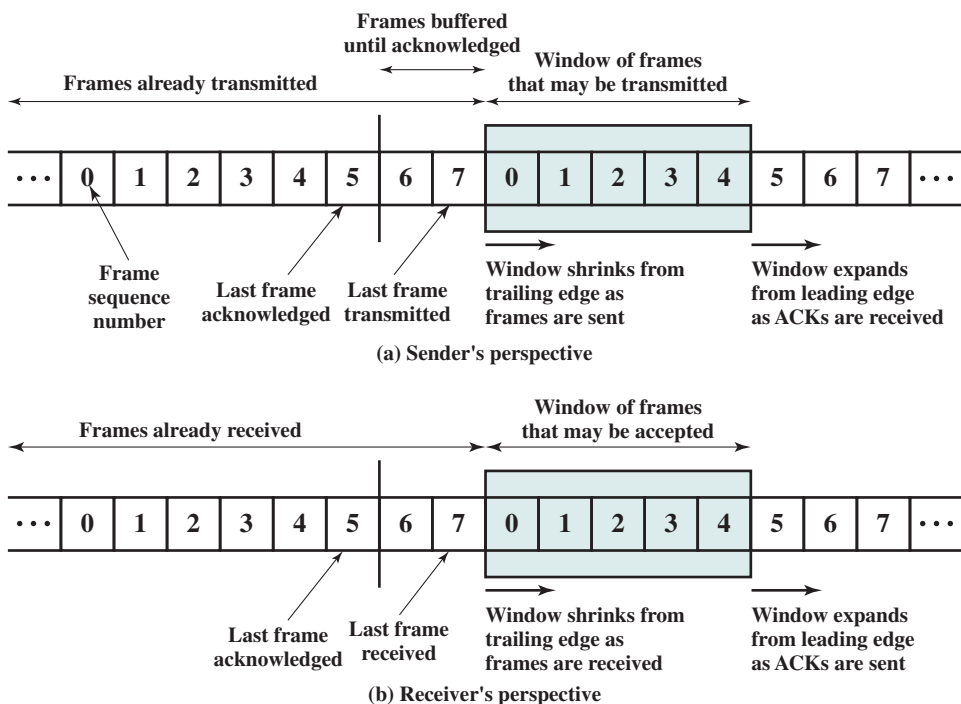 Frames buffered
until acknowledged
Window of frames
that may be transmitted
Frames already transmitted
··· 0 1 2 3 4 5 6 7 0 1 2 3 4 5 6 7 ···
Frame
sequence
number
Last frame
acknowledged
Last frame
transmitted
Window shrinks from
trailing edge as
frames are sent
Window expands
from leading edge
as ACKs are received
(a) Sender's perspective
Window of frames
that may be accepted
Frames already received
··· 0 1 2 3 4 5 6 7 0 1 2 3 4 5 6 7 ···
Last frame
acknowledged
Last frame
received
Window shrinks from
trailing edge as
frames are received
Window expands
from leading edge
as ACKs are sent
(b) Receiver's perspective